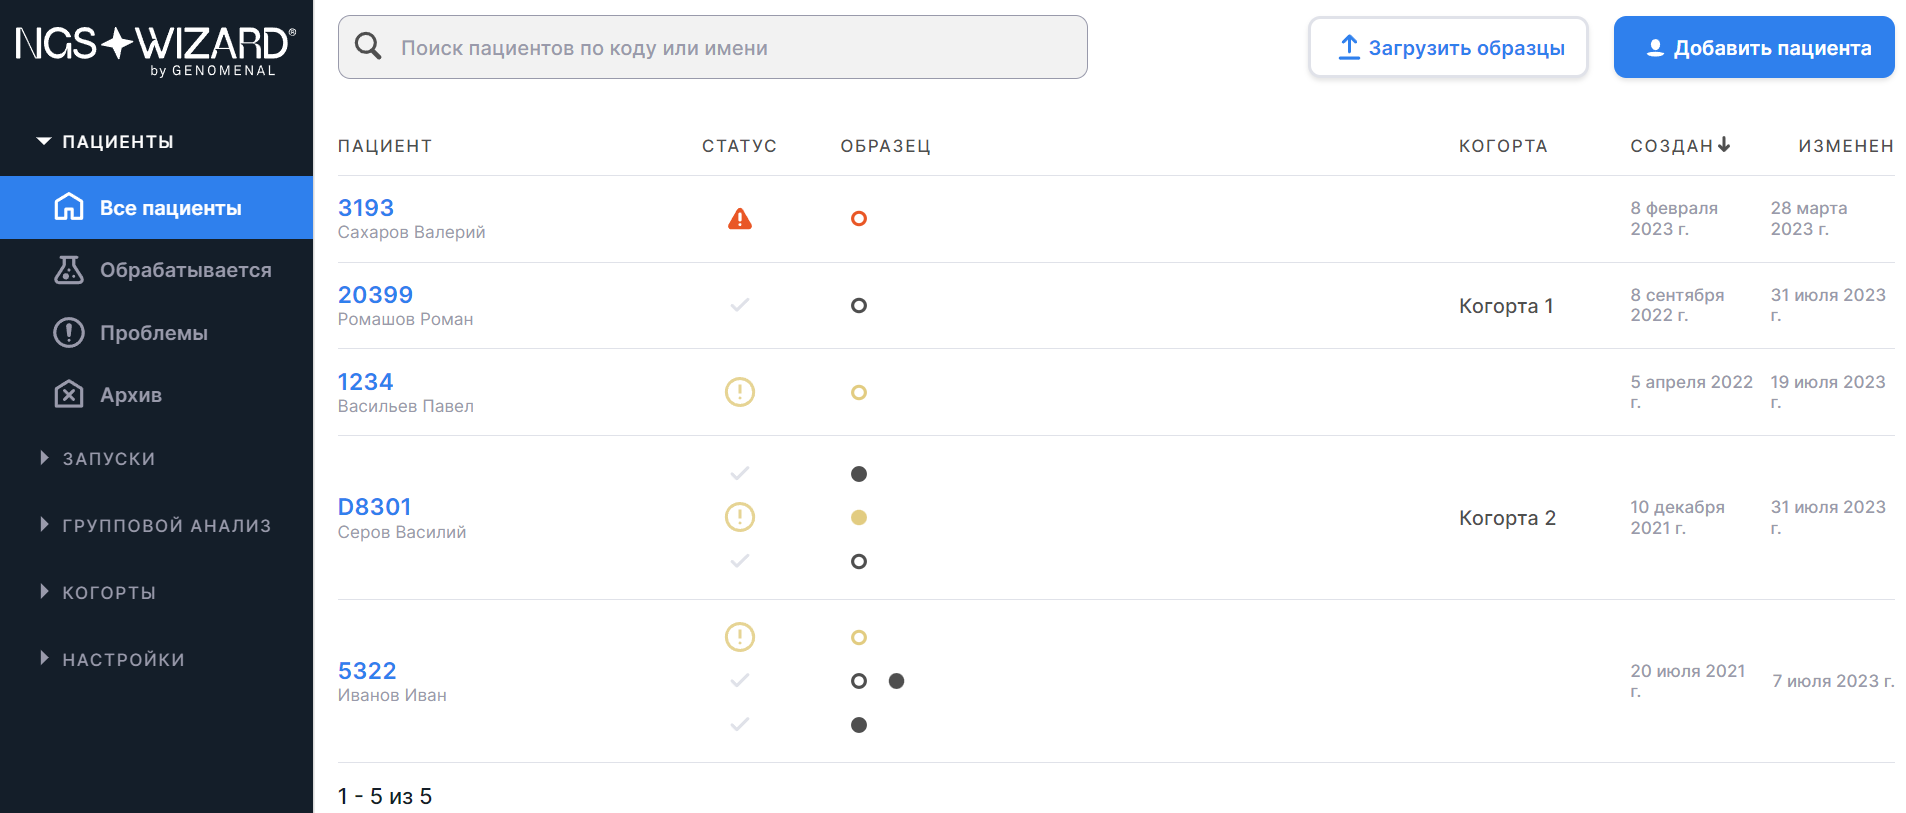 NGS WIZARD®
by GENOMENAL
ПАЦИЕНТЫ
Все пациенты
Обрабатывается
Проблемы
Архив
ЗАПУСКИ
ГРУППОВОЙ АНАЛИЗ
КОГОРТЫ
НАСТРОЙКИ
Поиск пациентов по коду или имени
Загрузить образцы
Добавить пациента
ПАЦИЕНТ СТАТУС ОБРАЗЕЦ КОГОРТА СОЗДАН ИЗМЕНЕН
3193
Сахаров Валерий
8 февраля
2023 г.
28 марта
2023 г.
20399
Ромашов Роман
Когорта 1
8 сентября
2022 г.
31 июля 2023
г.
1234
Васильев Павел
5 апреля 2022
г.
19 июля 2023
г.
D8301
Серов Василий
Когорта 2
10 декабря
2021 г.
31 июля 2023
г.
5322
Иванов Иван
20 июля 2021
г.
7 июля 2023 г.
1 - 5 из 5